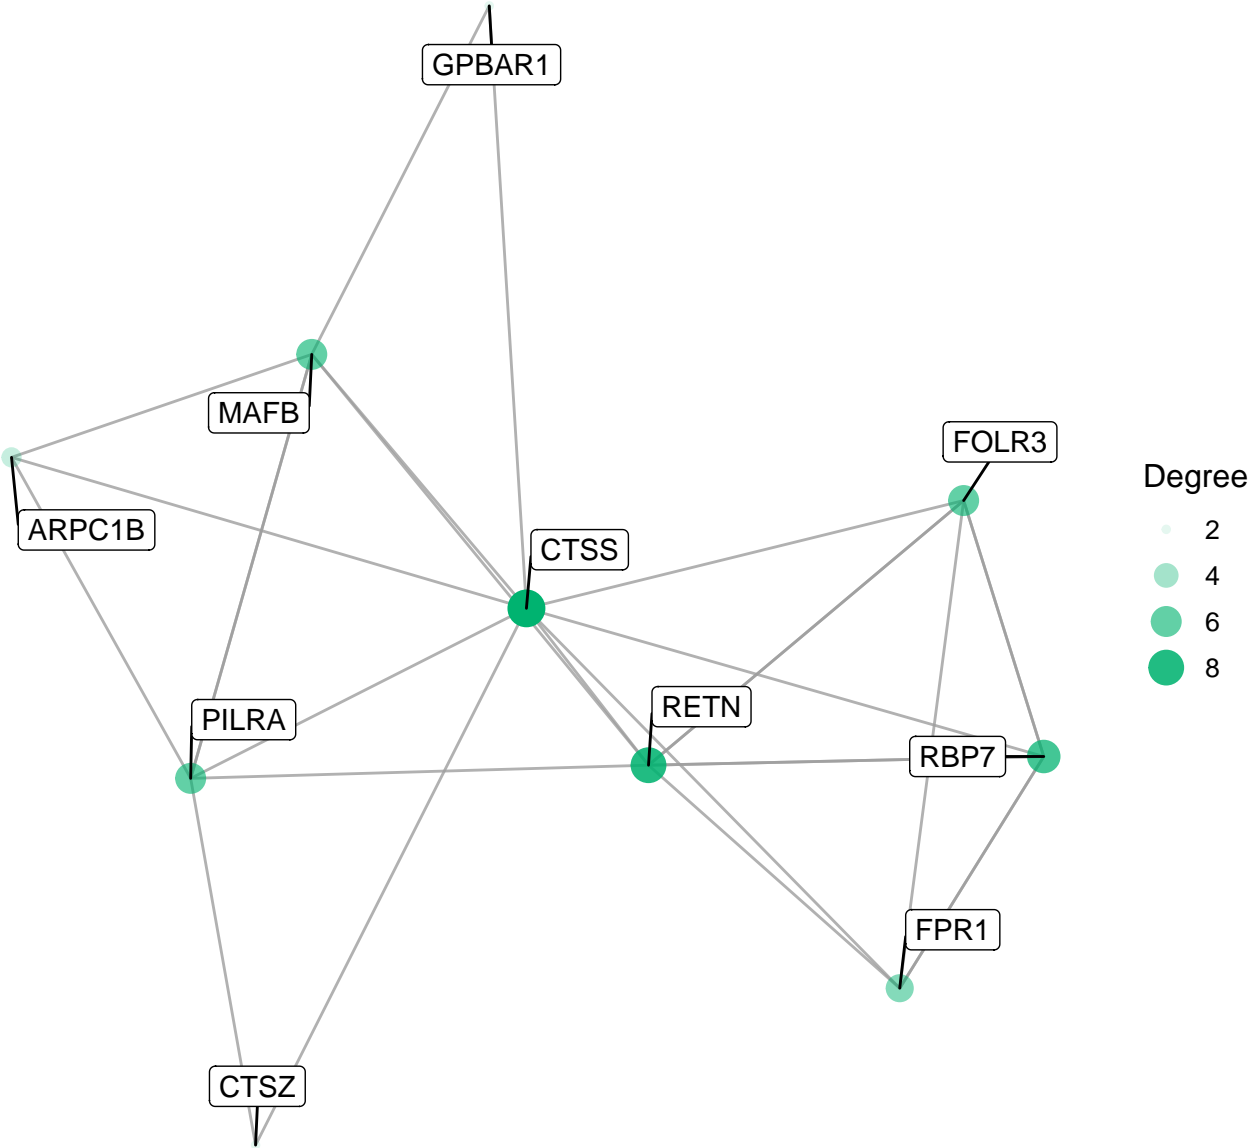 GPBAR1
MAFB
FOLR3
Degree
ARPC1B
2
CTSS
4
6
8
PILRA
RETN
RBP7
FPR1
CTSZ